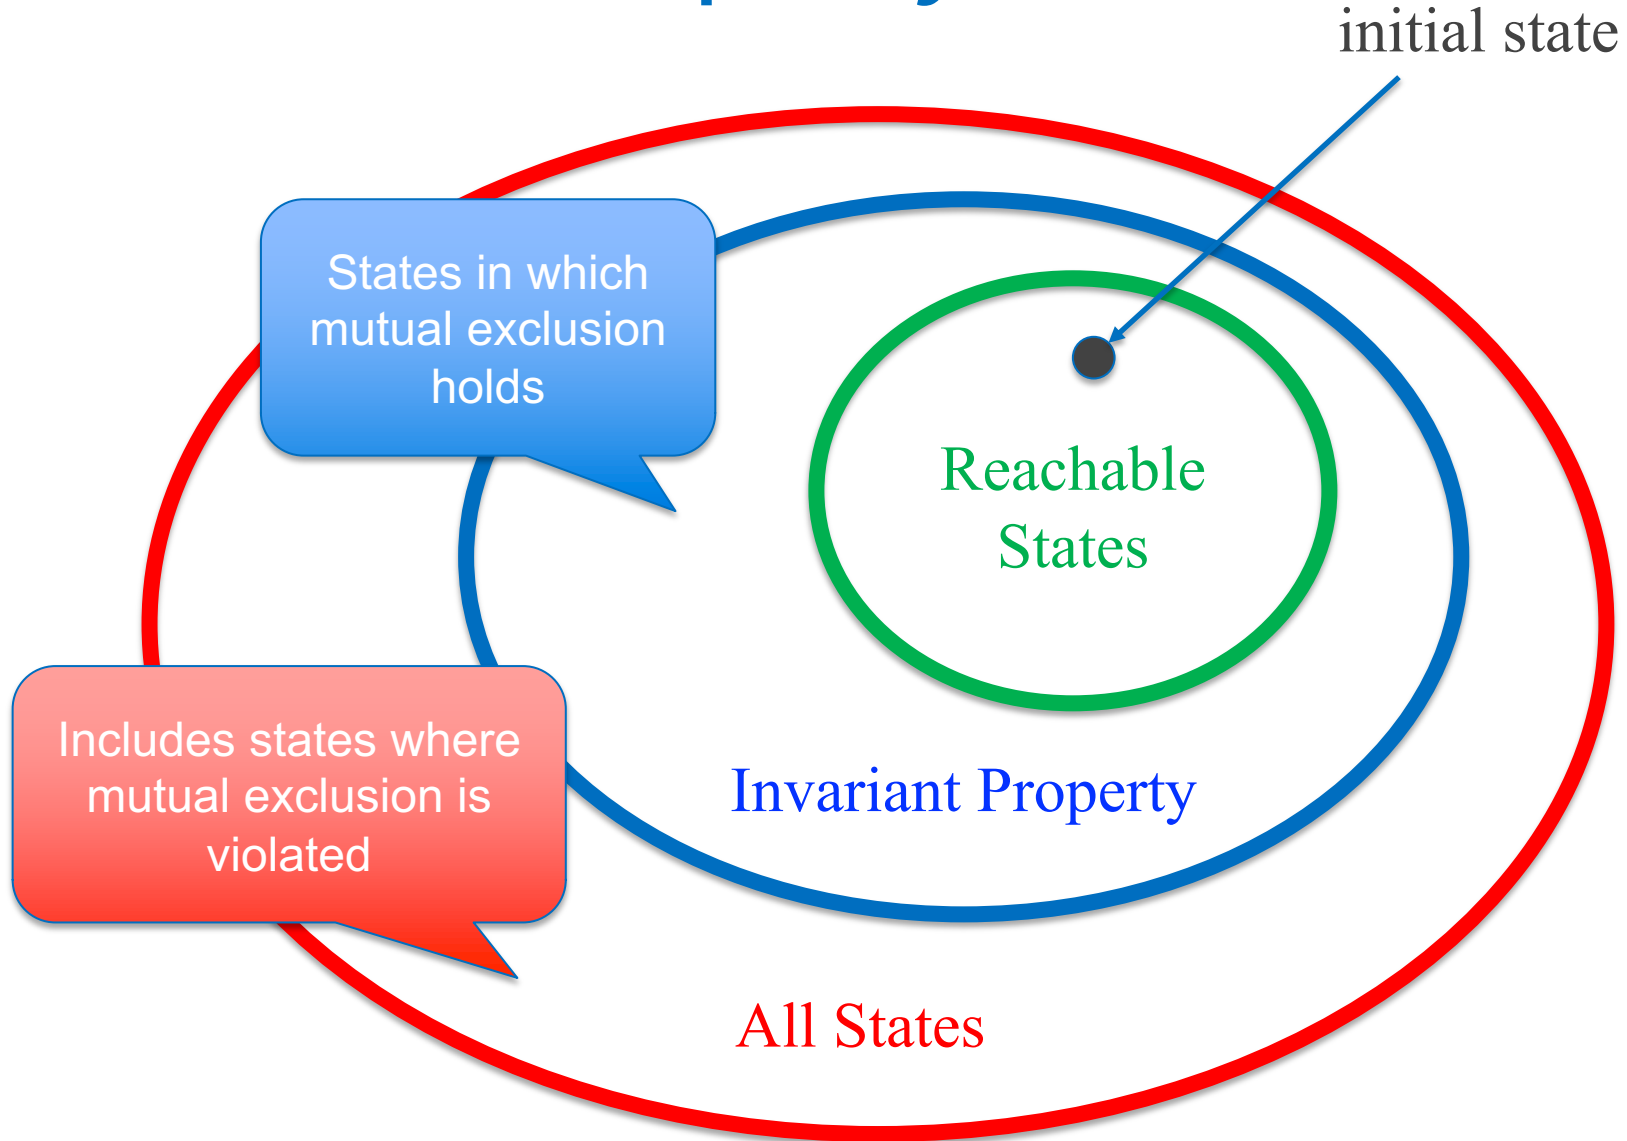 initial state
States in which
mutual exclusion
holds
Reachable
States
Includes states where
mutual exclusion is
violated
Invariant Property
All States